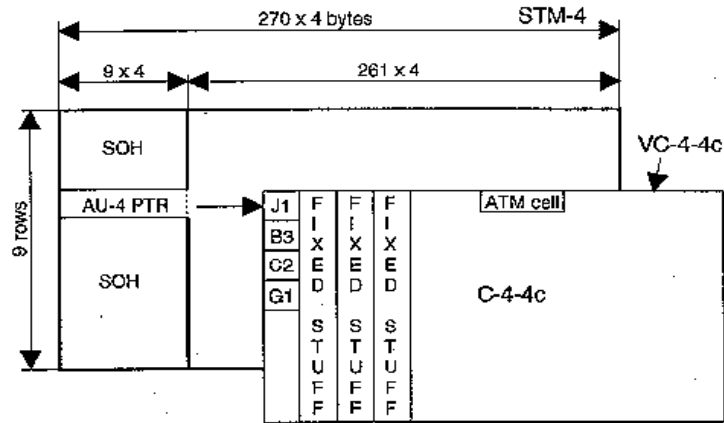 270 x 4 bytes
STM-4
9 x 4
261 x 4
9 rows
SOH
AU-4 PTR
SOH
VC-4-4c
J1
B3
C2
G1
FIXED STUFF
FIXED STUFF
FIXED STUFF
ATM cell
C-4-4c